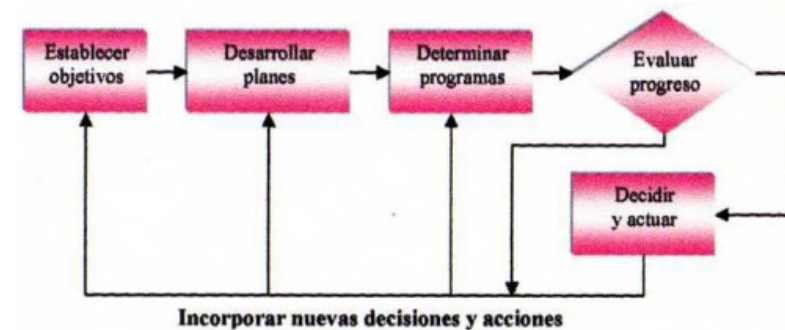 Establecer
objetivos
Desarrollar
planes
Determinar
programas
Evaluar
progreso
Decidir
y actuar
Incorporar nuevas decisiones y acciones